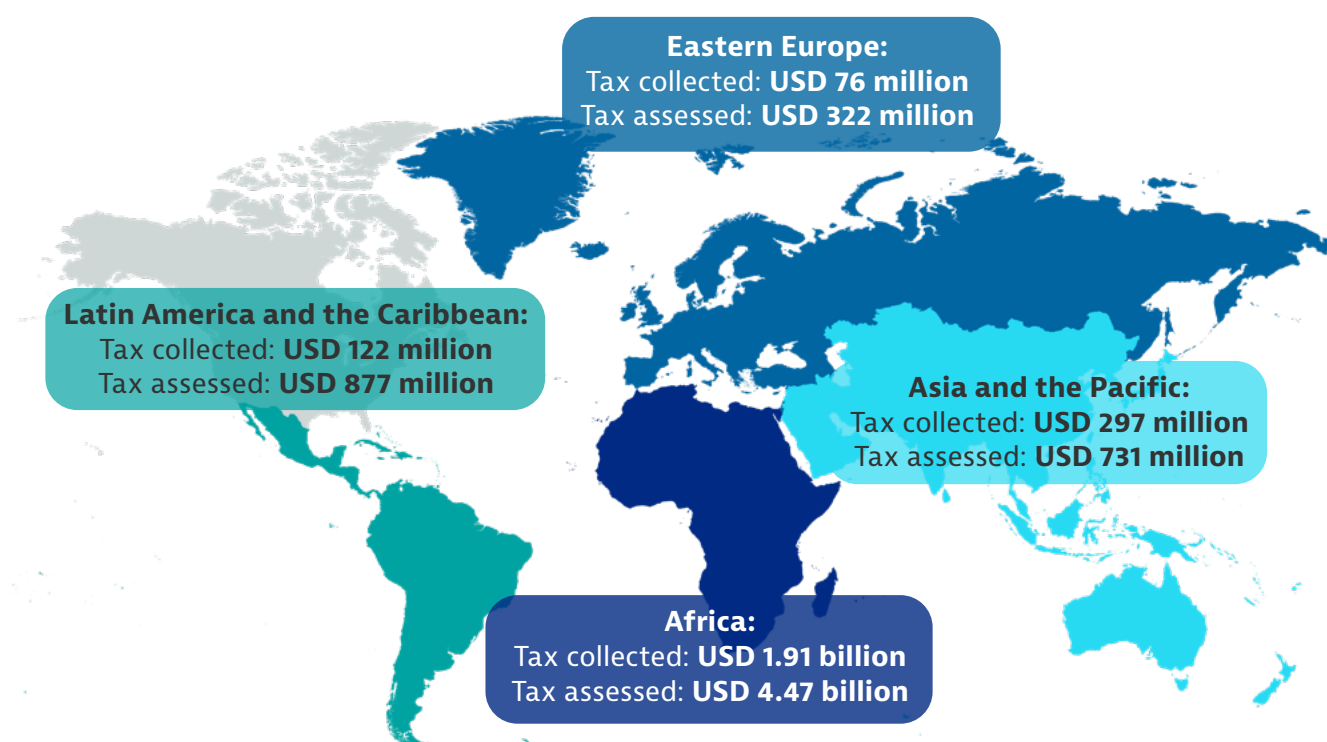 Eastern Europe:
Tax collected: USD 76 million
Tax assessed: USD 322 million
Latin America and the Caribbean:
Tax collected: USD 122 million
Tax assessed: USD 877 million
Asia and the Pacific:
Tax collected: USD 297 million
Tax assessed: USD 731 million
Africa:
Tax collected: USD 1.91 billion
Tax assessed: USD 4.47 billion